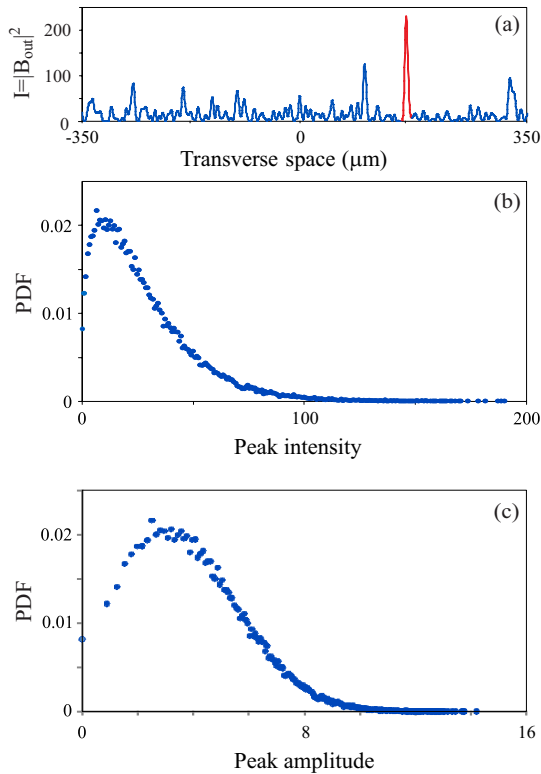 (a)
I=|B_out|^2
200
100
0
-350
0
350
Transverse space (μm)
(b)
PDF
0.02
0.01
0
0
100
200
Peak intensity
(c)
PDF
0.02
0.01
0
0
8
16
Peak amplitude